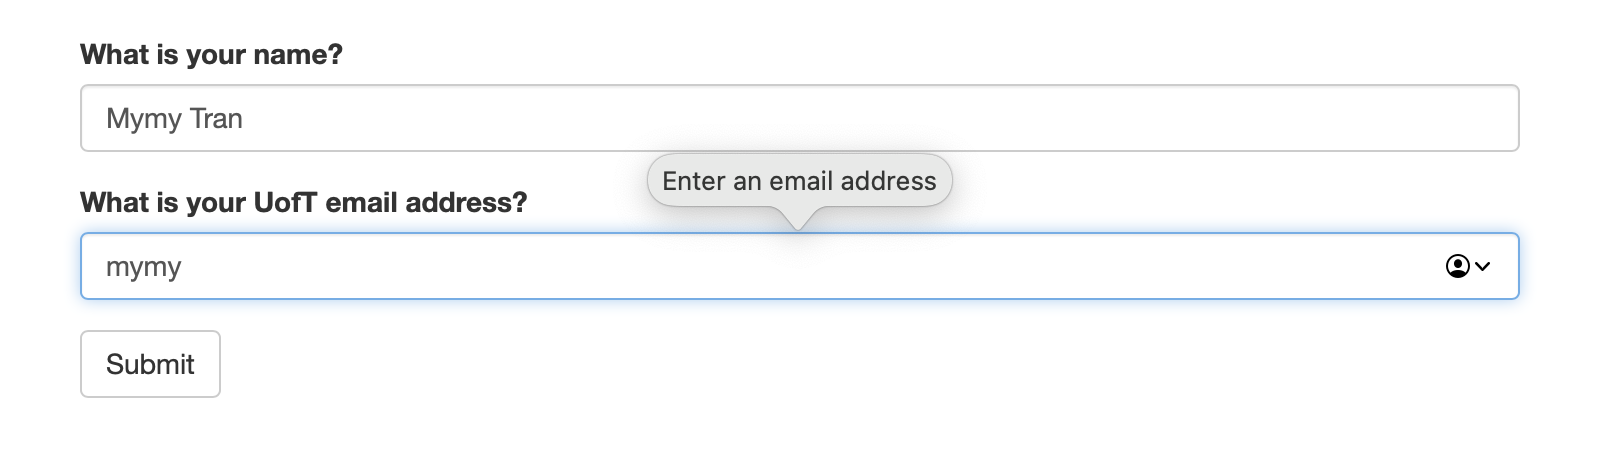 What is your name?
Mymy Tran
Enter an email address
What is your UofT email address?
mymy
Submit